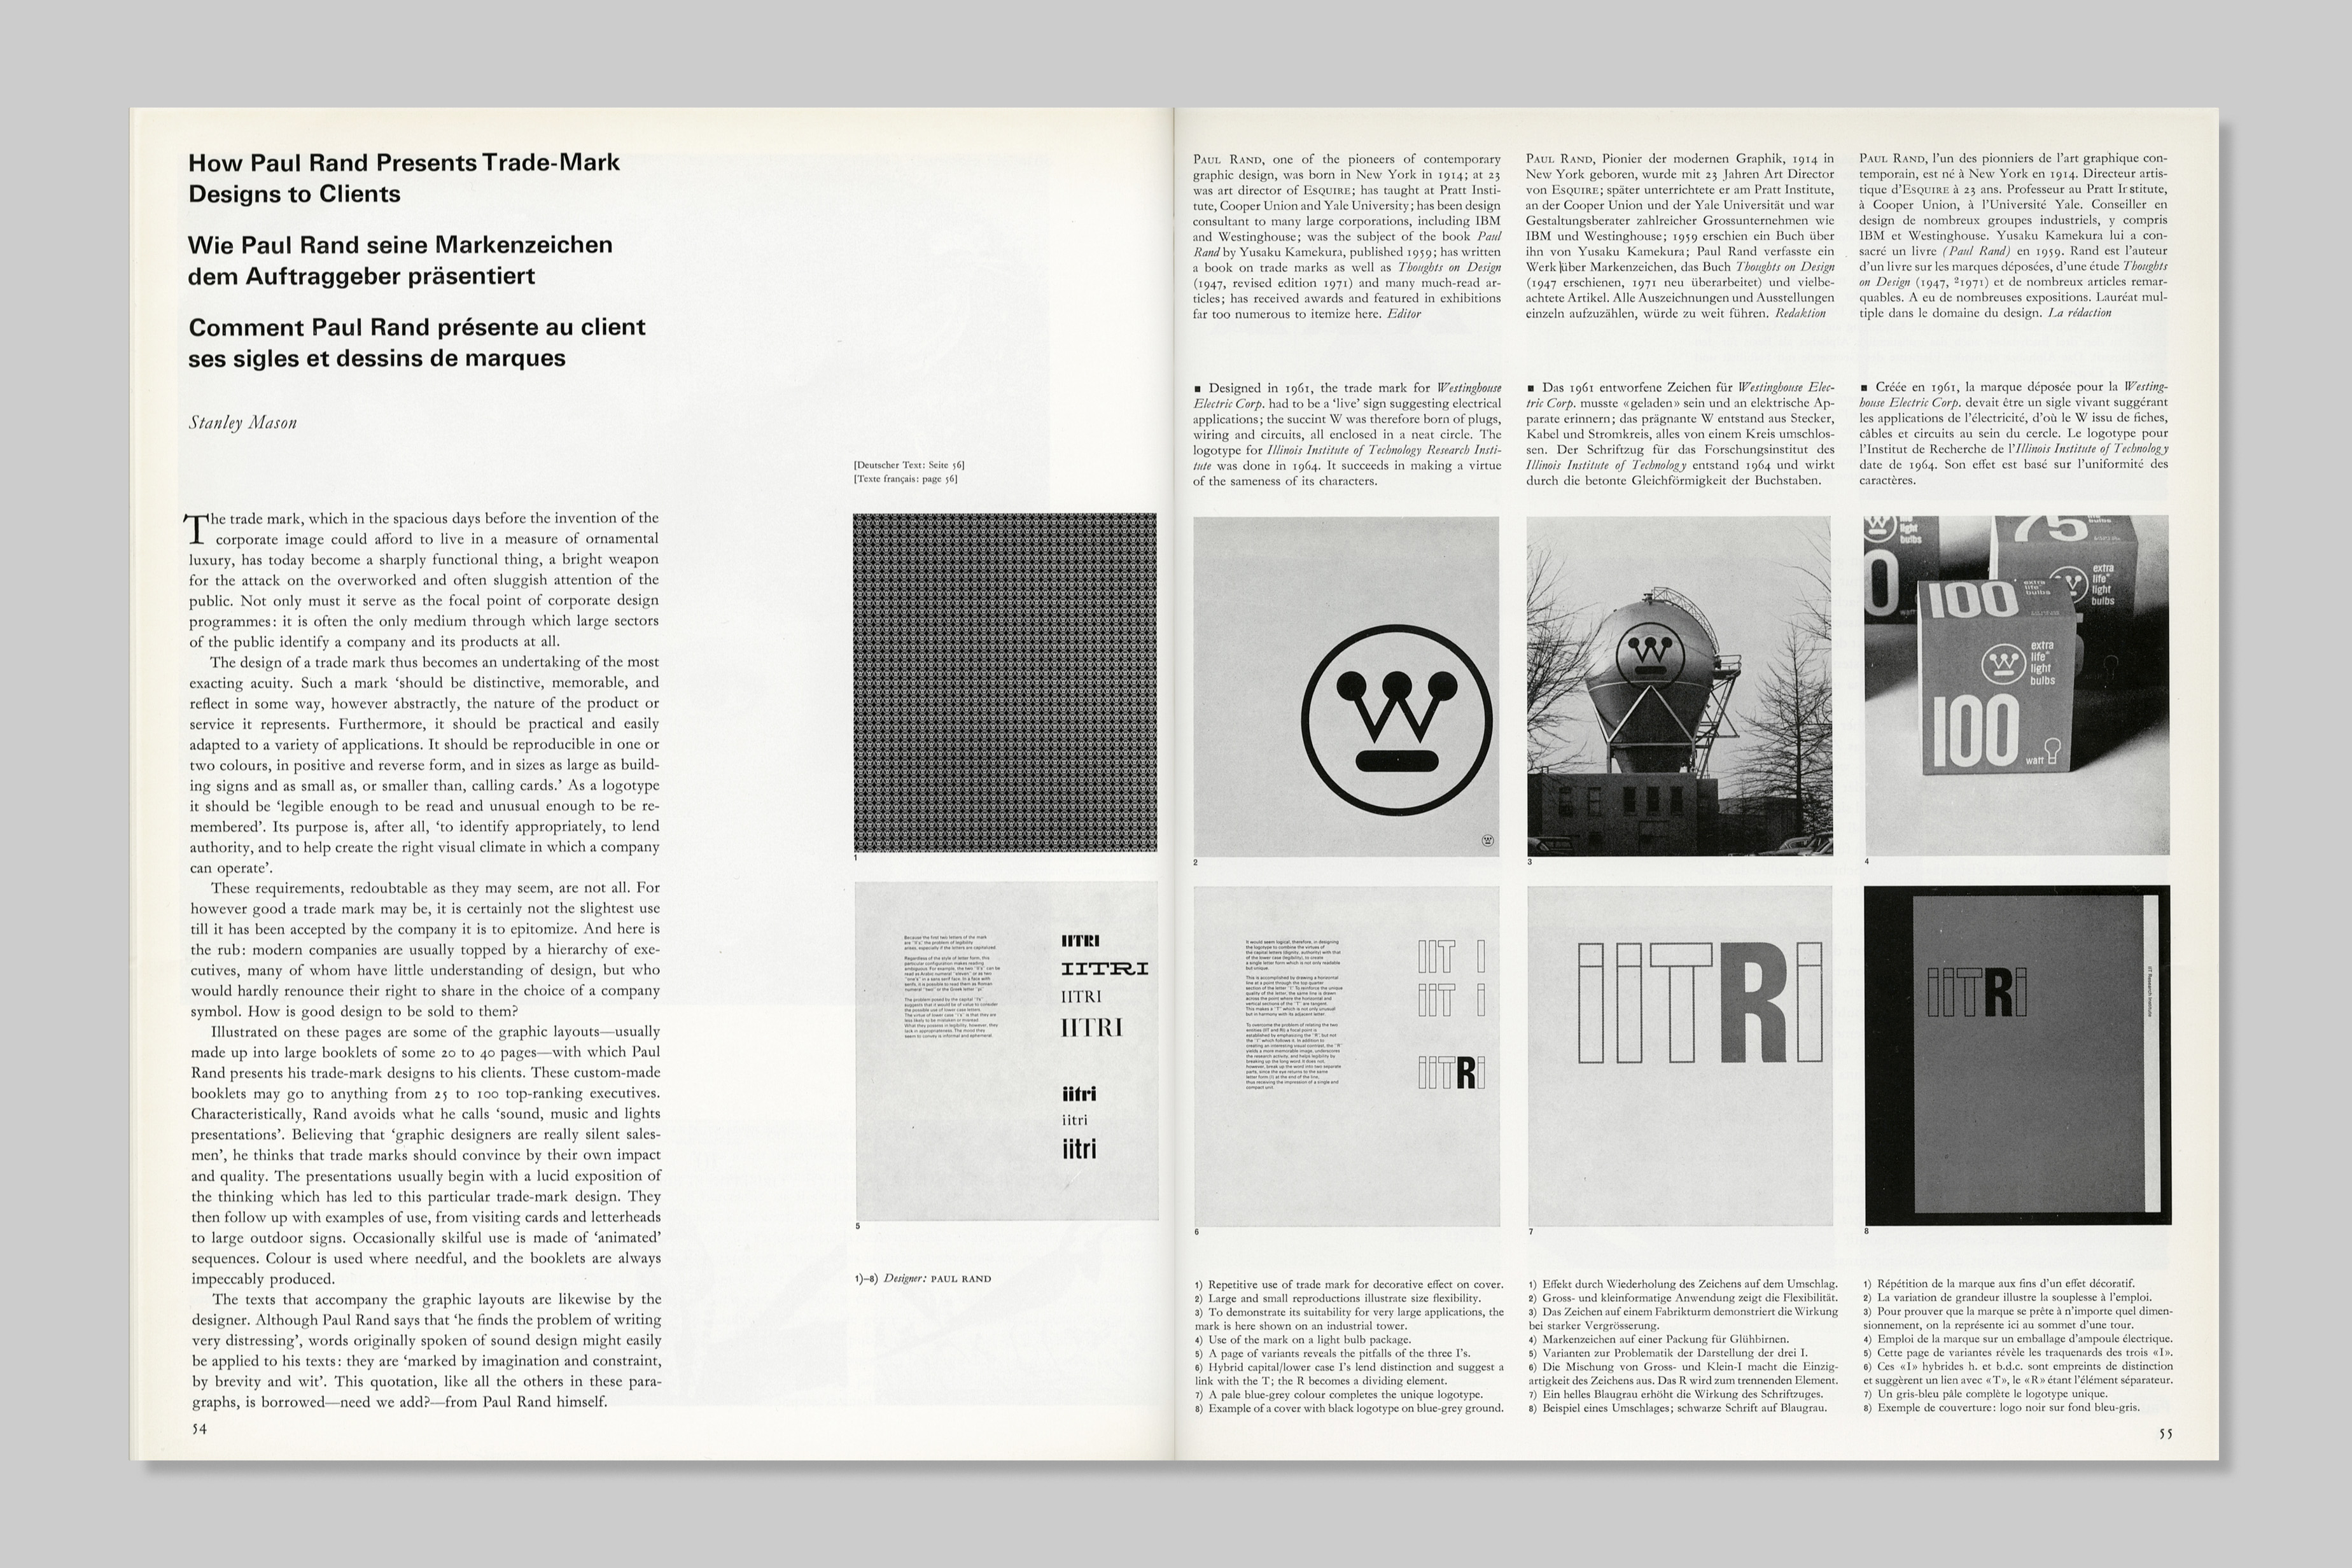 How Paul Rand Presents Trade-Mark
Designs to Clients
Wie Paul Rand seine Markenzeichen
dem Auftraggeber präsentiert
Comment Paul Rand présente au client
ses sigles et dessins de marques
Stanley Mason
[Deutscher Text: Seite 56]
[Texte français: page 56]
The trade mark, which in the spacious days before the invention of the
corporate image could afford to live in a measure of ornamental
luxury, has today become a sharply functional thing, a bright weapon
for the attack on the overworked and often sluggish attention of the
public. Not only must it serve as the focal point of corporate design
programmes: it is often the only medium through which large sectors
of the public identify a company and its products at all.
The design of a trade mark thus becomes an undertaking of the most
exacting acuity. Such a mark ‘should be distinctive, memorable, and
reflect in some way, however abstractly, the nature of the product or
service it represents. Furthermore, it should be practical and easily
adapted to a variety of applications. It should be reproducible in one or
two colours, in positive and reverse form, and in sizes as large as build-
ing signs and as small as, or smaller than, calling cards.’ As a logotype
it should be ‘legible enough to be read and unusual enough to be re-
membered’. Its purpose is, after all, ‘to identify appropriately, to lend
authority, and to help create the right visual climate in which a company
can operate’.
These requirements, redoubtable as they may seem, are not all. For
however good a trade mark may be, it is certainly not the slightest use
till it has been accepted by the company it is to epitomize. And here is
the rub: modern companies are usually topped by a hierarchy of exe-
cutives, many of whom have little understanding of design, but who
would hardly renounce their right to share in the choice of a company
symbol. How is good design to be sold to them?
Illustrated on these pages are some of the graphic layouts—usually
made up into large booklets of some 20 to 40 pages—with which Paul
Rand presents his trade-mark designs to his clients. These custom-made
booklets may go to anything from 25 to 100 top-ranking executives.
Characteristically, Rand avoids what he calls ‘sound, music and lights
presentations’. Believing that ‘graphic designers are really silent sales-
men’, he thinks that trade marks should convince by their own impact
and quality. The presentations usually begin with a lucid exposition of
the thinking which has led to this particular trade-mark design. They
then follow up with examples of use, from visiting cards and letterheads
to large outdoor signs. Occasionally skilful use is made of ‘animated’
sequences. Colour is used where needful, and the booklets are always
impeccably produced.
The texts that accompany the graphic layouts are likewise by the
designer. Although Paul Rand says that ‘he finds the problem of writing
very distressing’, words originally spoken of sound design might easily
be applied to his texts: they are ‘marked by imagination and constraint,
by brevity and wit’. This quotation, like all the others in these para-
graphs, is borrowed—need we add?—from Paul Rand himself.
54
1
IITRI
IITRI
IITRI
IITRI
iitri
iitri
iitri
5
1)–8) Designer: PAUL RAND
PAUL RAND, one of the pioneers of contemporary
graphic design, was born in New York in 1914; at 23
was art director of ESQUIRE; has taught at Pratt Insti-
tute, Cooper Union and Yale University; has been design
consultant to many large corporations, including IBM
and Westinghouse; was the subject of the book Paul
Rand by Yusaku Kamekura, published 1959; has written
a book on trade marks as well as Thoughts on Design
(1947, revised edition 1971) and many much-read ar-
ticles; has received awards and featured in exhibitions
far too numerous to itemize here. Editor
PAUL RAND, Pionier der modernen Graphik, 1914 in
New York geboren, wurde mit 23 Jahren Art Director
von ESQUIRE; später unterrichtete er am Pratt Institute,
an der Cooper Union und der Yale Universität und war
Gestaltungsberater zahlreicher Grossunternehmen wie
IBM und Westinghouse; 1959 erschien ein Buch über
ihn von Yusaku Kamekura; Paul Rand verfasste ein
Werk über Markenzeichen, das Buch Thoughts on Design
(1947 erschienen, 1971 neu überarbeitet) und vielbe-
achtete Artikel. Alle Auszeichnungen und Ausstellungen
einzeln aufzuzählen, würde zu weit führen. Redaktion
PAUL RAND, l’un des pionniers de l’art graphique con-
temporain, est né à New York en 1914. Directeur artis-
tique d’ESQUIRE à 23 ans. Professeur au Pratt Institute,
à Cooper Union, à l’Université Yale. Conseiller en
design de nombreux groupes industriels, y compris
IBM et Westinghouse. Yusaku Kamekura lui a con-
sacré un livre (Paul Rand) en 1959. Rand est l’auteur
d’un livre sur les marques déposées, d’une étude Thoughts
on Design (1947, ²1971) et de nombreux articles remar-
quables. A eu de nombreuses expositions. Lauréat mul-
tiple dans le domaine du design. La rédaction
■ Designed in 1961, the trade mark for Westinghouse
Electric Corp. had to be a ‘live’ sign suggesting electrical
applications; the succint W was therefore born of plugs,
wiring and circuits, all enclosed in a neat circle. The
logotype for Illinois Institute of Technology Research Insti-
tute was done in 1964. It succeeds in making a virtue
of the sameness of its characters.
■ Das 1961 entworfene Zeichen für Westinghouse Elec-
tric Corp. musste «geladen» sein und an elektrische Ap-
parate erinnern; das prägnante W entstand aus Stecker,
Kabel und Stromkreis, alles von einem Kreis umschlos-
sen. Der Schriftzug für das Forschungsinstitut des
Illinois Institute of Technology entstand 1964 und wirkt
durch die betonte Gleichförmigkeit der Buchstaben.
■ Créée en 1961, la marque déposée pour la Westing-
house Electric Corp. devait être un sigle vivant suggérant
les applications de l’électricité, d’où le W issu de fiches,
câbles et circuits au sein du cercle. Le logotype pour
l’Institut de Recherche de l’Illinois Institute of Technology
date de 1964. Son effet est basé sur l’uniformité des
caractères.
W
2
W
3
75
extra
life
light
bulbs
100
extra
life
light
bulbs
100
watt
4
IIT I
iiT i
iiTRi
6
iiTRi
7
iiTRi
IIT Research Institute
8
1) Repetitive use of trade mark for decorative effect on cover.
2) Large and small reproductions illustrate size flexibility.
3) To demonstrate its suitability for very large applications, the
mark is here shown on an industrial tower.
4) Use of the mark on a light bulb package.
5) A page of variants reveals the pitfalls of the three I’s.
6) Hybrid capital/lower case I’s lend distinction and suggest a
link with the T; the R becomes a dividing element.
7) A pale blue-grey colour completes the unique logotype.
8) Example of a cover with black logotype on blue-grey ground.
1) Effekt durch Wiederholung des Zeichens auf dem Umschlag.
2) Gross- und kleinformatige Anwendung zeigt die Flexibilität.
3) Das Zeichen auf einem Fabrikturm demonstriert die Wirkung
bei starker Vergrösserung.
4) Markenzeichen auf einer Packung für Glühbirnen.
5) Varianten zur Problematik der Darstellung der drei I.
6) Die Mischung von Gross- und Klein-I macht die Einzig-
artigkeit des Zeichens aus. Das R wird zum trennenden Element.
7) Ein helles Blaugrau erhöht die Wirkung des Schriftzuges.
8) Beispiel eines Umschlages; schwarze Schrift auf Blaugrau.
1) Répétition de la marque aux fins d’un effet décoratif.
2) La variation de grandeur illustre la souplesse à l’emploi.
3) Pour prouver que la marque se prête à n’importe quel dimen-
sionnement, on la représente ici au sommet d’une tour.
4) Emploi de la marque sur un emballage d’ampoule électrique.
5) Cette page de variantes révèle les traquenards des trois «I».
6) Ces «I» hybrides h. et b.d.c. sont empreints de distinction
et suggèrent un lien avec «T», le «R» étant l’élément séparateur.
7) Un gris-bleu pâle complète le logotype unique.
8) Exemple de couverture: logo noir sur fond bleu-gris.
55